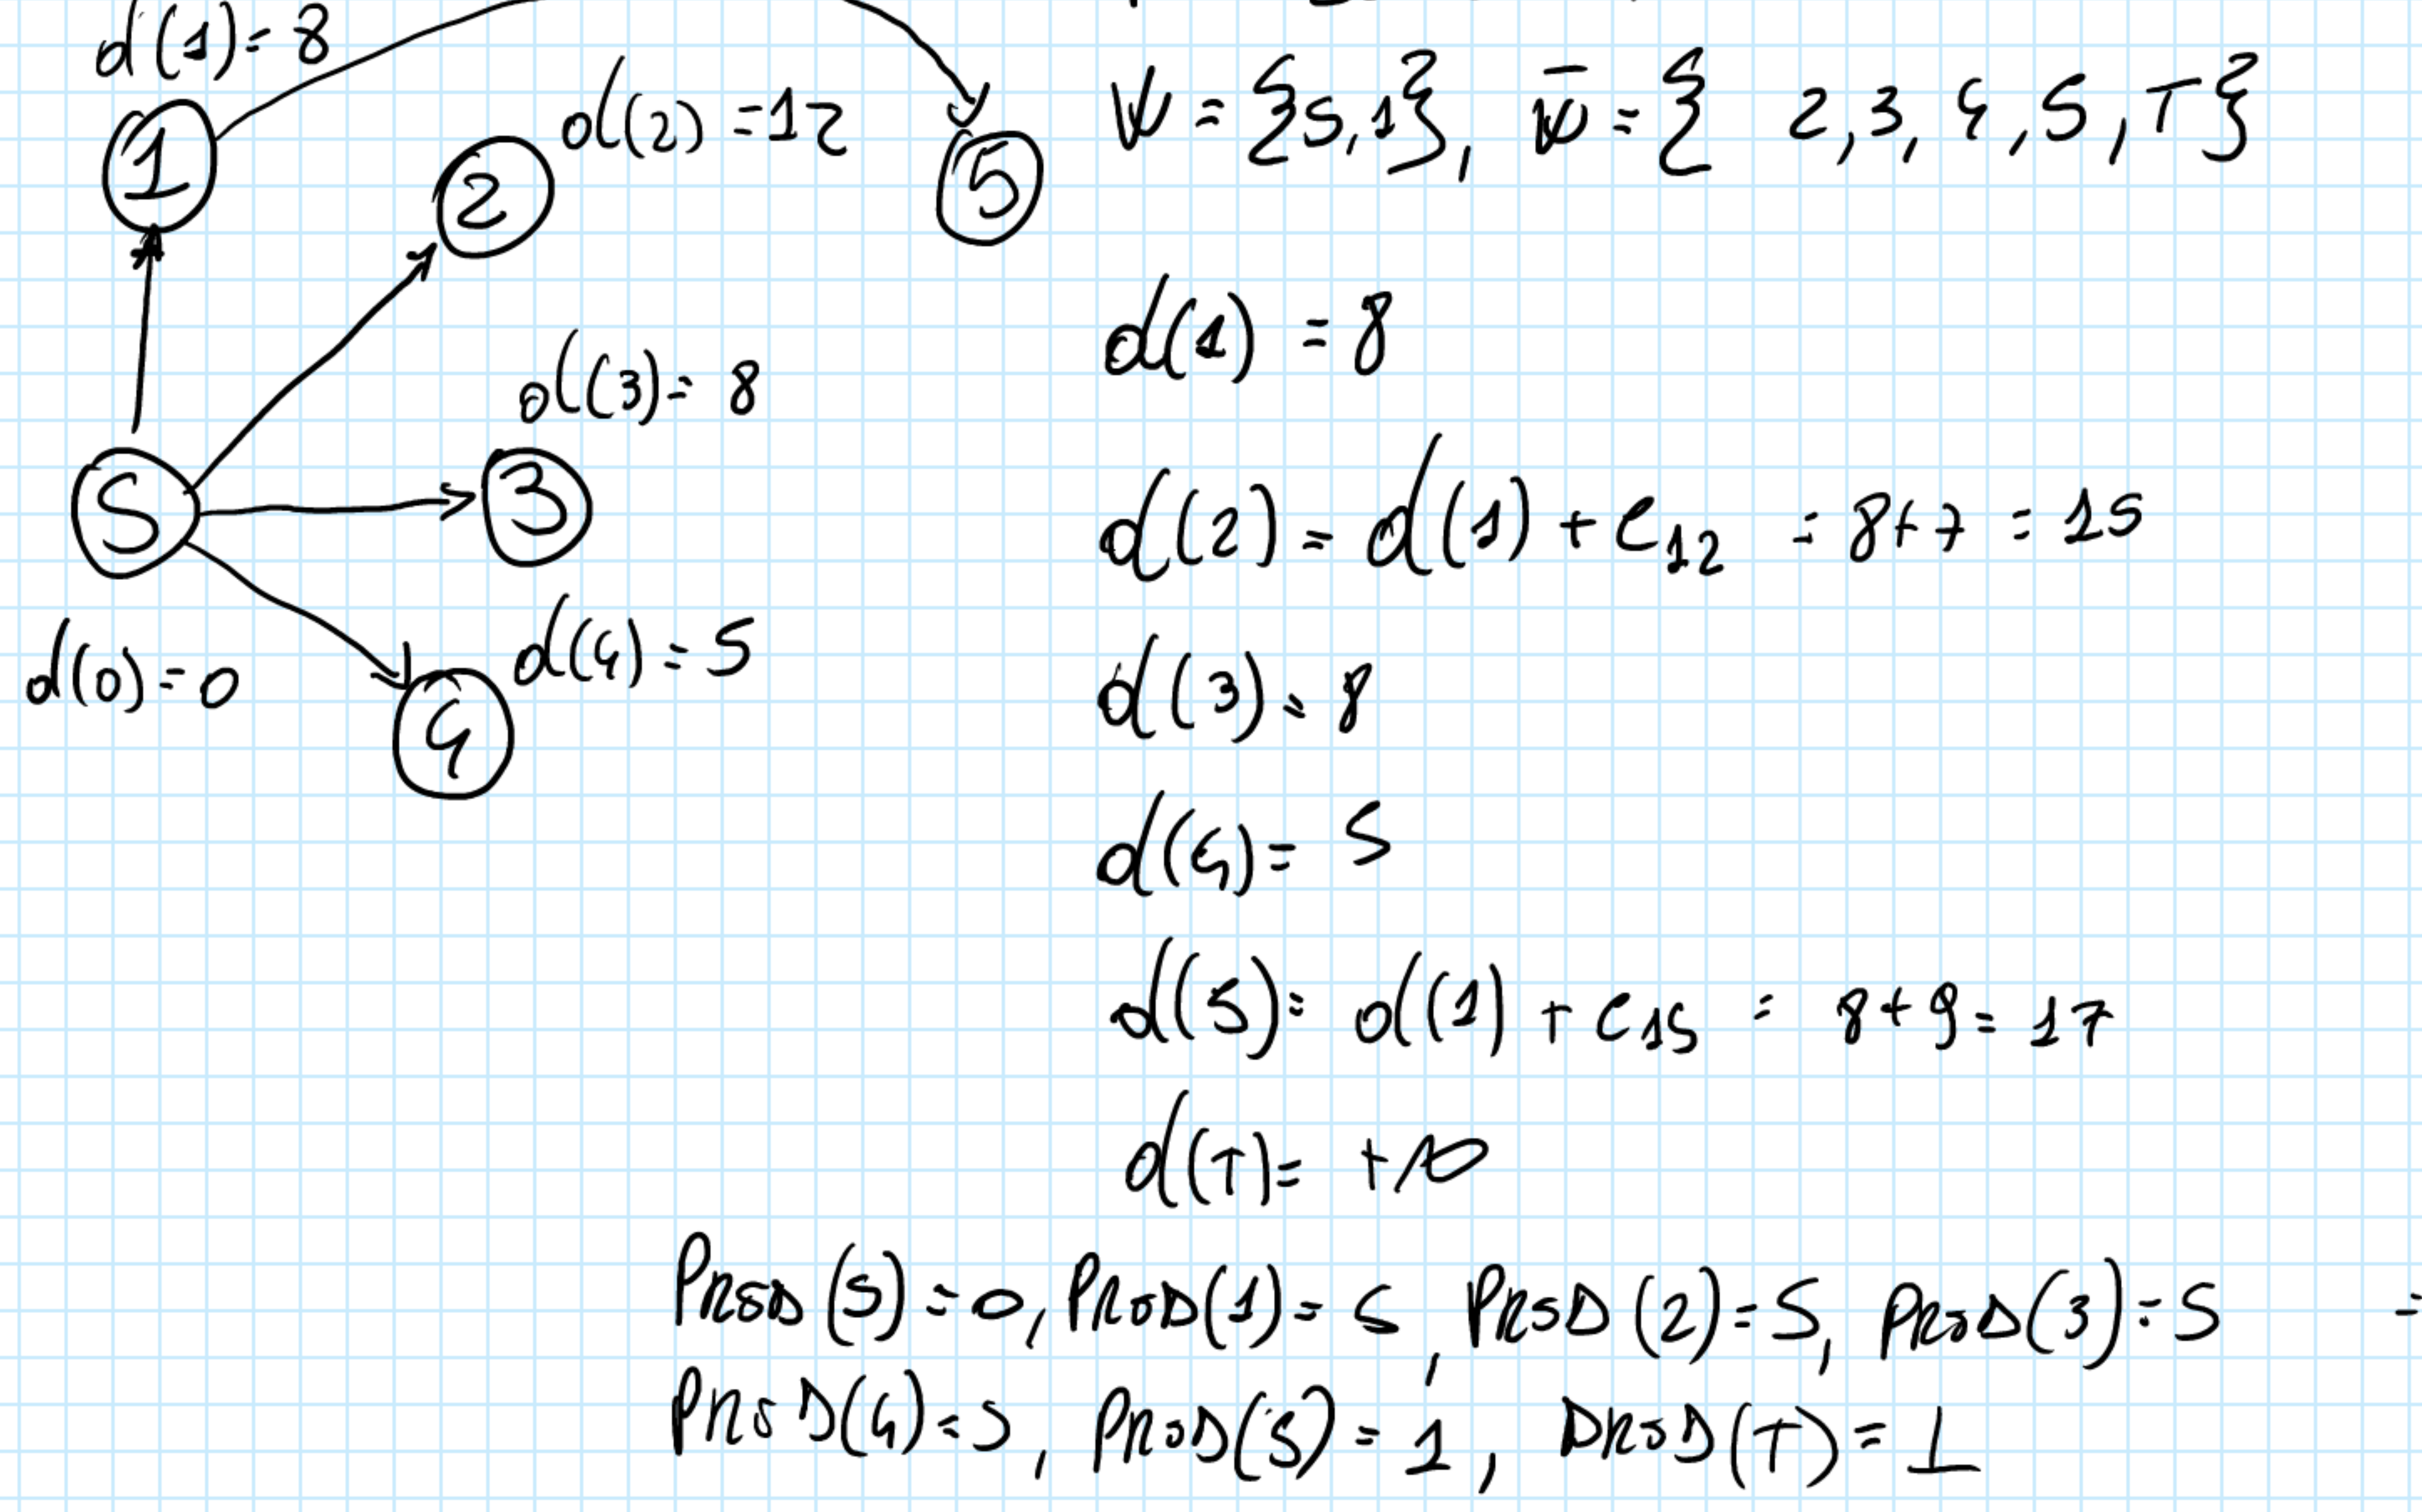 d(1)= 8
d(2) =12
ψ = {S,1}, ψ̄ = { 2,3,4,5,T}
1
2
5
d(1) = 8
d(3)= 8
S
3
d(2) = d(1) + c12 = 8+7 = 15
d(0)=0
d(4)=5
d(3)= 8
4
d(4)= 5
d(5)= d(1) + c15 = 8+9= 17
d(T)= +∞
PRED(S)=0, PRED(1)= S, PRED(2)=S, PRED(3)=S =
PRED(4)=S, PRED(5)= 1, PRED(T)= ⊥